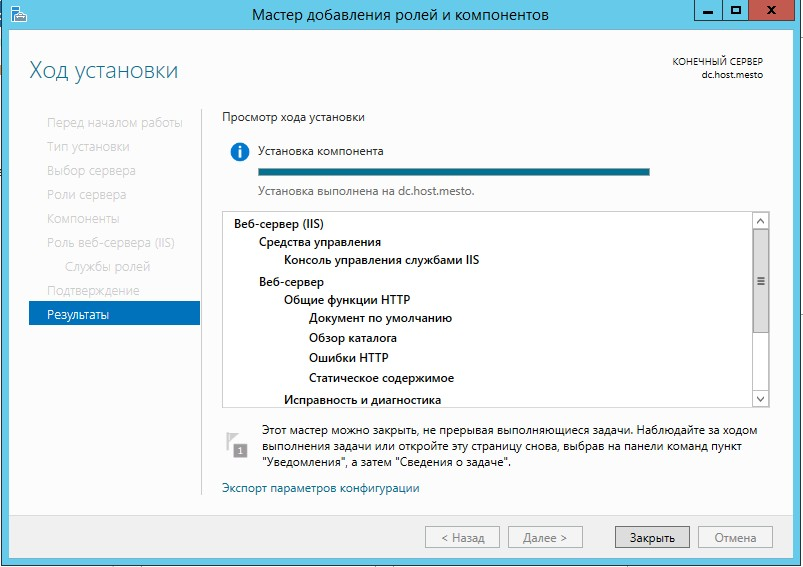 Мастер добавления ролей и компонентов
Ход установки
КОНЕЧНЫЙ СЕРВЕР
dc.host.mesto
Перед началом работы
Тип установки
Выбор сервера
Роли сервера
Компоненты
Роль веб-сервера (IIS)
Службы ролей
Подтверждение
Результаты
Просмотр хода установки
Установка компонента
Установка выполнена на dc.host.mesto.
Веб-сервер (IIS)
Средства управления
Консоль управления службами IIS
Веб-сервер
Общие функции HTTP
Документ по умолчанию
Обзор каталога
Ошибки HTTP
Статическое содержимое
Исправность и диагностика
1
Этот мастер можно закрыть, не прерывая выполняющиеся задачи. Наблюдайте за ходом
выполнения задачи или откройте эту страницу снова, выбрав на панели команд пункт
"Уведомления", а затем "Сведения о задаче".
Экспорт параметров конфигурации
< Назад
Далее >
Закрыть
Отмена